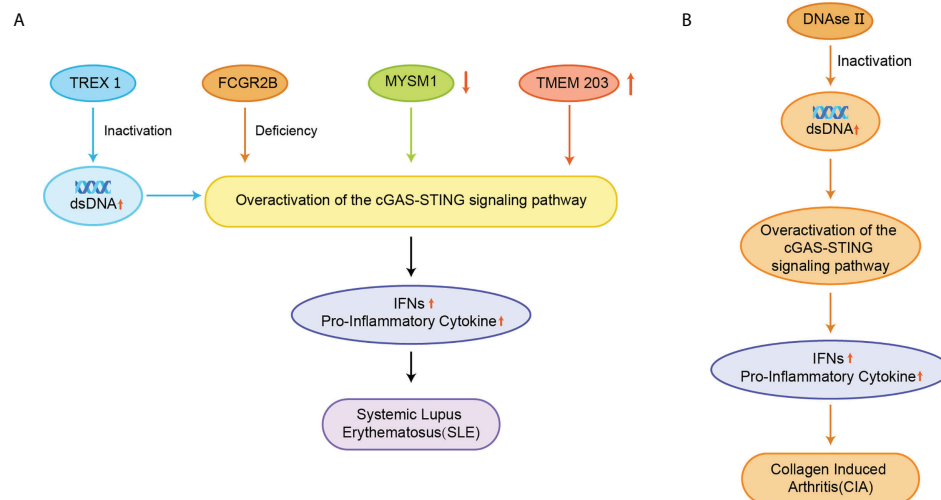 A
TREX 1
FCGR2B
MYSM1
TMEM 203
Inactivation
Deficiency
dsDNA
Overactivation of the cGAS-STING signaling pathway
IFNs
Pro-Inflammatory Cytokine
Systemic Lupus
Erythematosus(SLE)
B
DNAse II
Inactivation
dsDNA
Overactivation of the
cGAS-STING
signaling pathway
IFNs
Pro-Inflammatory Cytokine
Collagen Induced
Arthritis(CIA)